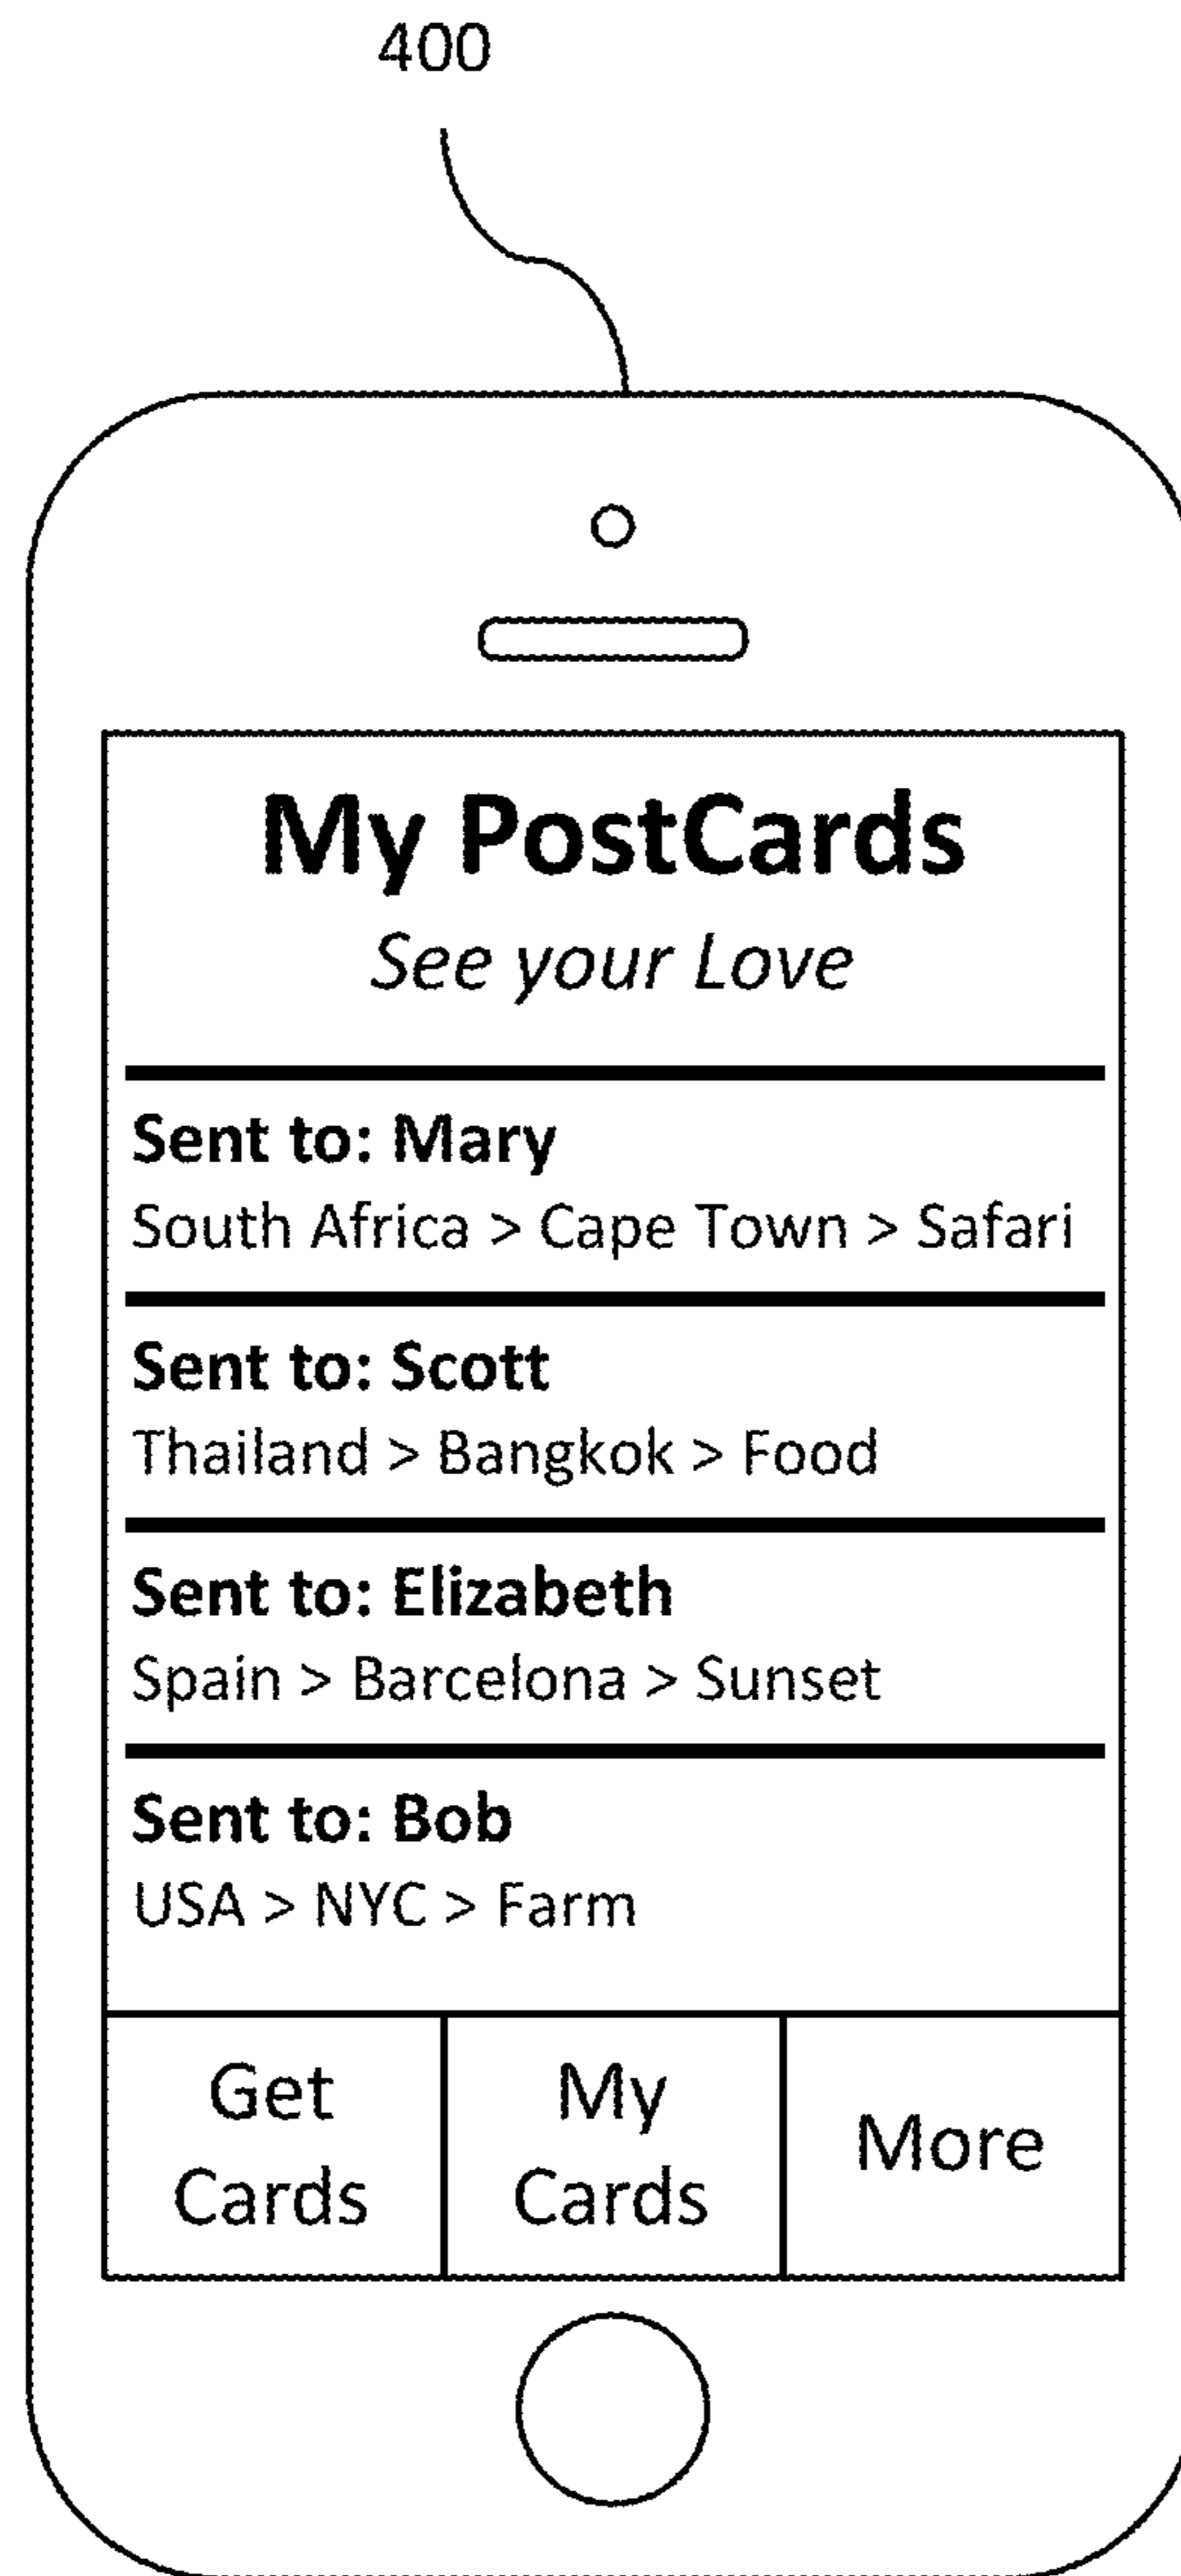 400
My PostCards
See your Love
Sent to: Mary
South Africa > Cape Town > Safari
Sent to: Scott
Thailand > Bangkok > Food
Sent to: Elizabeth
Spain > Barcelona > Sunset
Sent to: Bob
USA > NYC > Farm
Get
Cards
My
Cards
More